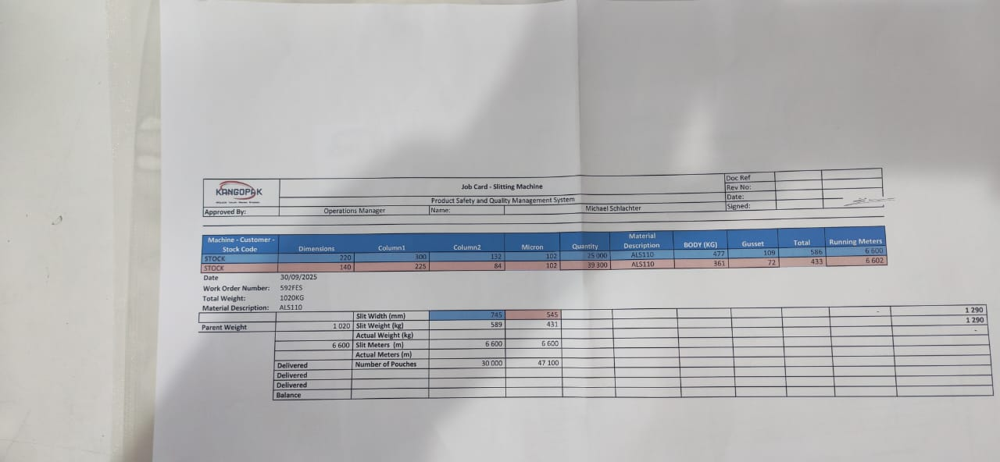 KANGOPAK
Job Card - Slitting Machine
Product Safety and Quality Management System
Doc Ref
Rev No:
Date:
Signed:
Approved By: Operations Manager Name: Michael Schlachter
Machine - Customer - Stock Code Dimensions Column1 Column2 Micron Quantity Material Description BODY (KG) Gusset Total Running Meters
STOCK 220 300 132 102 25 000 ALS110 477 109 586 6 600
STOCK 140 225 84 102 39 300 ALS110 361 72 433 6 602
Date 30/09/2025
Work Order Number: 592FES
Total Weight: 1020KG
Material Description: ALS110
Slit Width (mm) 745 545 - 1 290
Parent Weight 1 020 Slit Weight (kg) 589 431 1 290
Actual Weight (kg) -
6 600 Slit Meters (m) 6 600 6 600
Actual Meters (m)
Delivered Number of Pouches 30 000 47 100
Delivered
Delivered
Balance